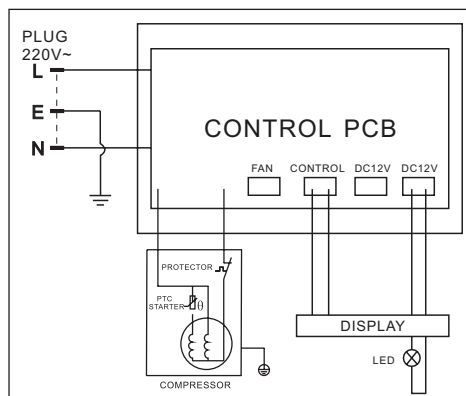 PLUG
220V~
L
E
N
CONTROL PCB
FAN CONTROL DC12V DC12V
PROTECTOR
PTC
STARTER θ
COMPRESSOR
DISPLAY
LED